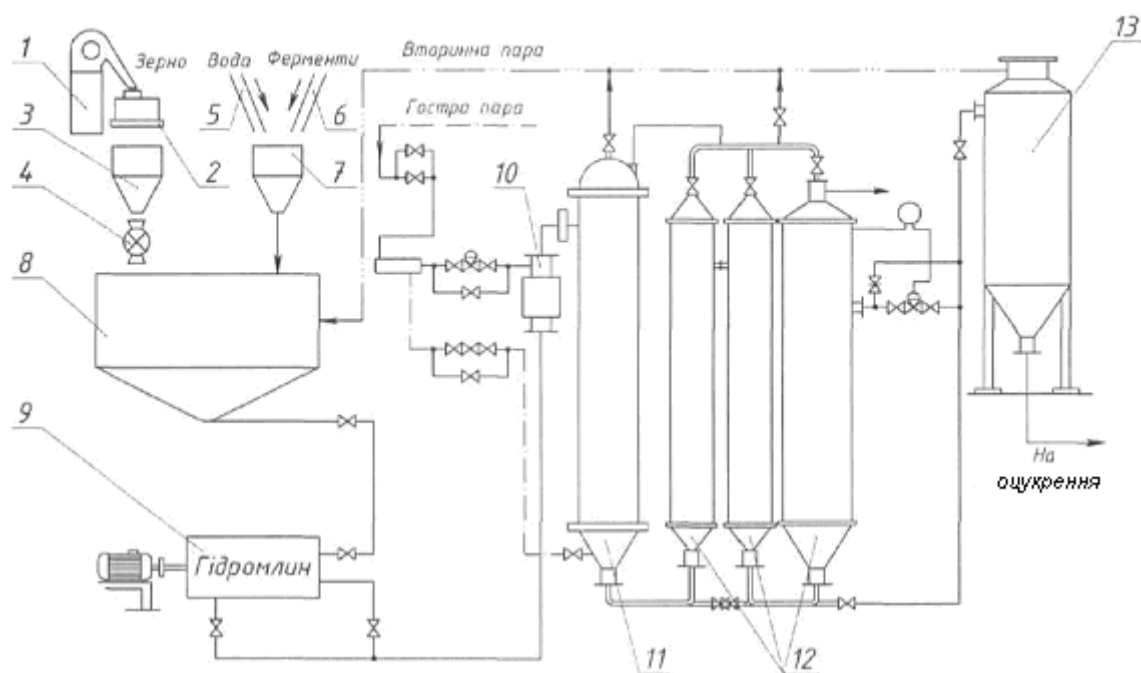 1
Зерно
Вода
Ферменти
Вторинна пара
13
5
6
3
Гостра пара
2
7
10
4
8
9
Гідромлин
На
оцукрення
11
12